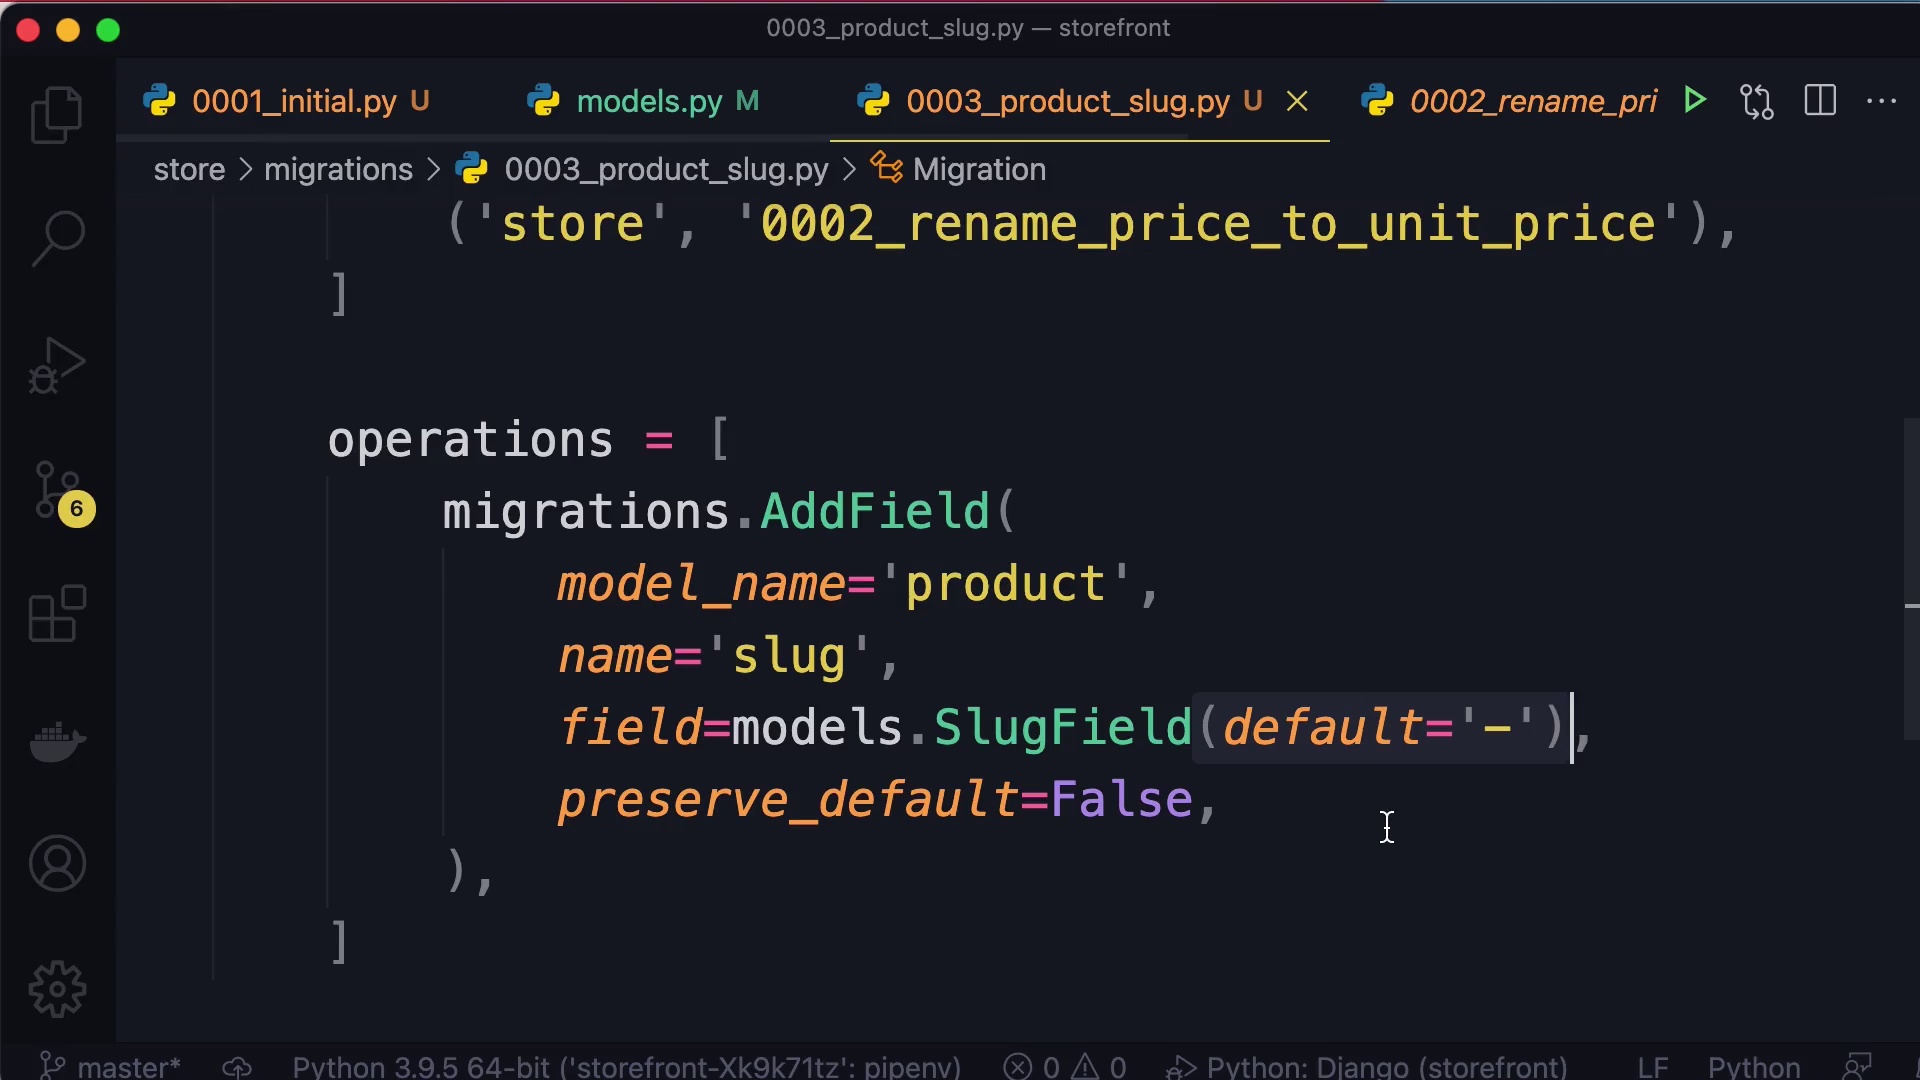 0003_product_slug.py — storefront
0001_initial.py U
models.py M
0003_product_slug.py U
0002_rename_pri
store > migrations > 0003_product_slug.py > Migration
('store', '0002_rename_price_to_unit_price'),
]
operations = [
migrations.AddField(
model_name='product',
name='slug',
field=models.SlugField(default='-'),
preserve_default=False,
),
]
6
master* Python 3.9.5 64-bit ('storefront-Xk9k71tz': pipenv) 0 0 Python: Django (storefront) LF Python